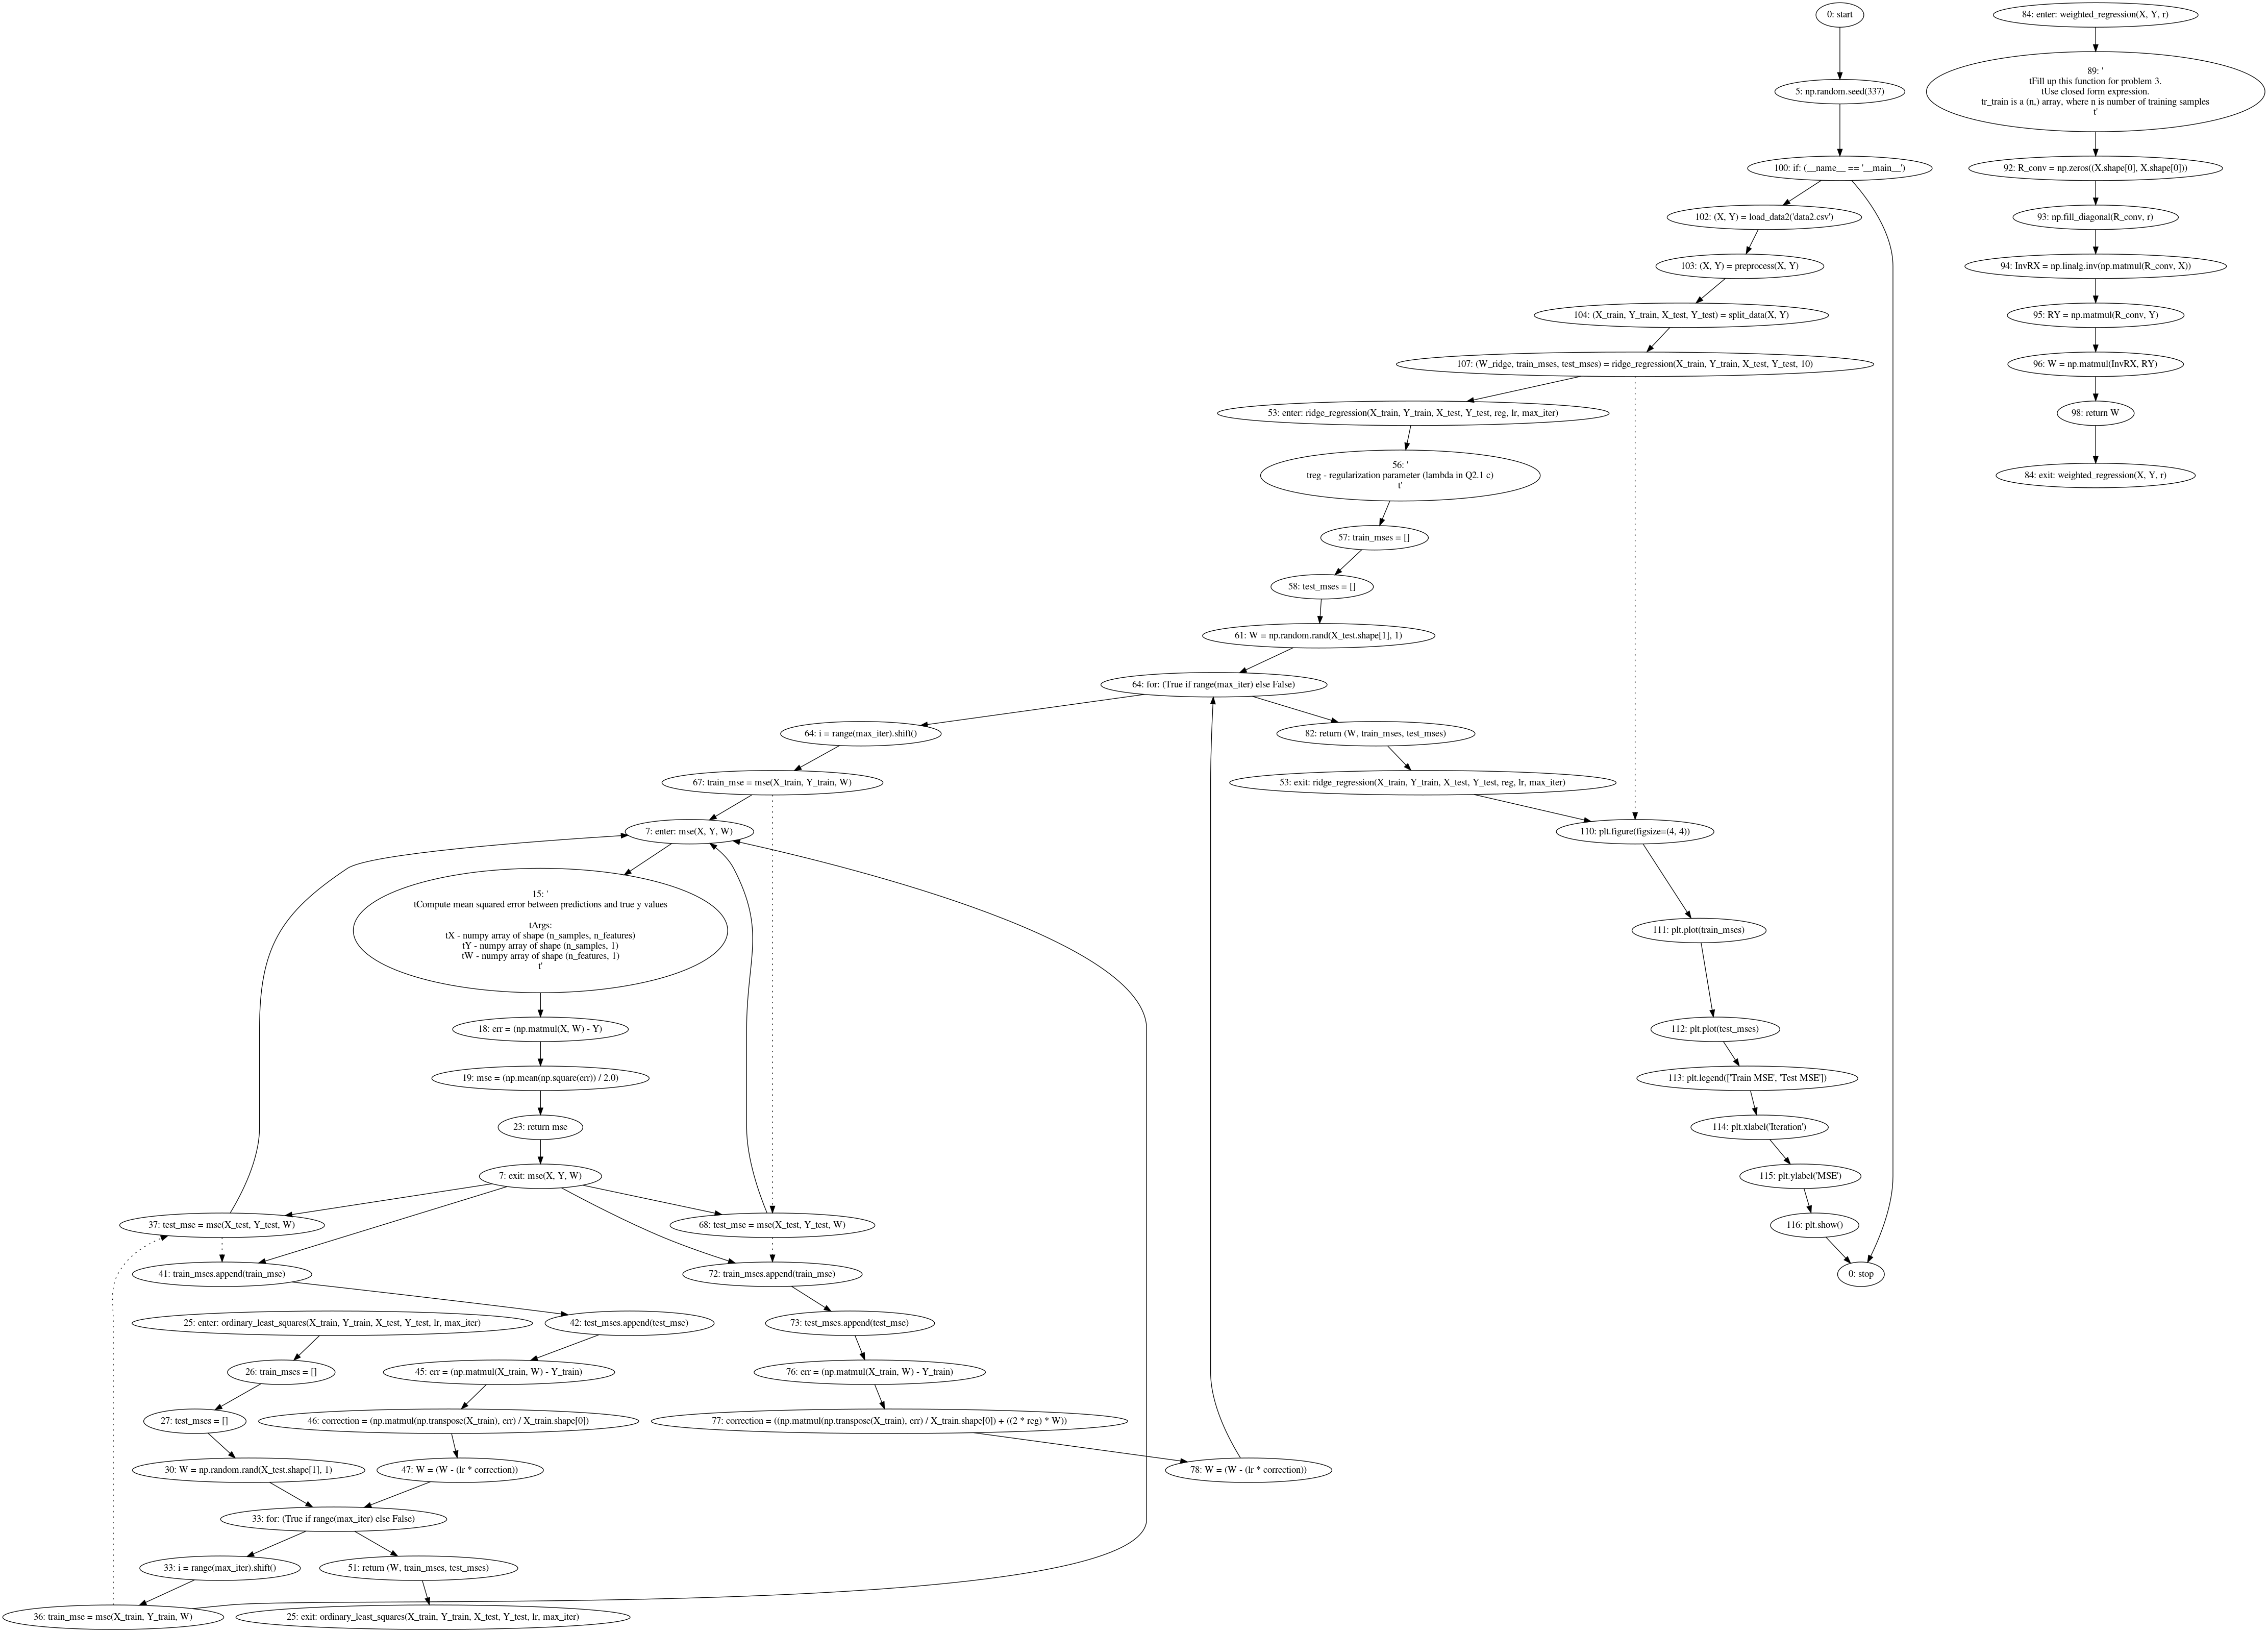 0: start
5: np.random.seed(337)
100: if: (__name__ == '__main__')
102: (X, Y) = load_data2('data2.csv')
103: (X, Y) = preprocess(X, Y)
104: (X_train, Y_train, X_test, Y_test) = split_data(X, Y)
107: (W_ridge, train_mses, test_mses) = ridge_regression(X_train, Y_train, X_test, Y_test, 10)
53: enter: ridge_regression(X_train, Y_train, X_test, Y_test, reg, lr, max_iter)
56: '
treg - regularization parameter (lambda in Q2.1 c)
t'
57: train_mses = []
58: test_mses = []
61: W = np.random.rand(X_test.shape[1], 1)
64: for: (True if range(max_iter) else False)
64: i = range(max_iter).shift()
82: return (W, train_mses, test_mses)
67: train_mse = mse(X_train, Y_train, W)
53: exit: ridge_regression(X_train, Y_train, X_test, Y_test, reg, lr, max_iter)
7: enter: mse(X, Y, W)
110: plt.figure(figsize=(4, 4))
15: '
tCompute mean squared error between predictions and true y values
tArgs:
tX - numpy array of shape (n_samples, n_features)
tY - numpy array of shape (n_samples, 1)
tW - numpy array of shape (n_features, 1)
t'
111: plt.plot(train_mses)
18: err = (np.matmul(X, W) - Y)
112: plt.plot(test_mses)
19: mse = (np.mean(np.square(err)) / 2.0)
113: plt.legend(['Train MSE', 'Test MSE'])
23: return mse
114: plt.xlabel('Iteration')
7: exit: mse(X, Y, W)
115: plt.ylabel('MSE')
37: test_mse = mse(X_test, Y_test, W)
68: test_mse = mse(X_test, Y_test, W)
116: plt.show()
41: train_mses.append(train_mse)
72: train_mses.append(train_mse)
0: stop
25: enter: ordinary_least_squares(X_train, Y_train, X_test, Y_test, lr, max_iter)
42: test_mses.append(test_mse)
73: test_mses.append(test_mse)
26: train_mses = []
45: err = (np.matmul(X_train, W) - Y_train)
76: err = (np.matmul(X_train, W) - Y_train)
27: test_mses = []
46: correction = (np.matmul(np.transpose(X_train), err) / X_train.shape[0])
77: correction = ((np.matmul(np.transpose(X_train), err) / X_train.shape[0]) + ((2 * reg) * W))
30: W = np.random.rand(X_test.shape[1], 1)
47: W = (W - (lr * correction))
78: W = (W - (lr * correction))
33: for: (True if range(max_iter) else False)
33: i = range(max_iter).shift()
51: return (W, train_mses, test_mses)
36: train_mse = mse(X_train, Y_train, W)
25: exit: ordinary_least_squares(X_train, Y_train, X_test, Y_test, lr, max_iter)
84: enter: weighted_regression(X, Y, r)
89: '
tFill up this function for problem 3.
tUse closed form expression.
tr_train is a (n,) array, where n is number of training samples
t'
92: R_conv = np.zeros((X.shape[0], X.shape[0]))
93: np.fill_diagonal(R_conv, r)
94: InvRX = np.linalg.inv(np.matmul(R_conv, X))
95: RY = np.matmul(R_conv, Y)
96: W = np.matmul(InvRX, RY)
98: return W
84: exit: weighted_regression(X, Y, r)